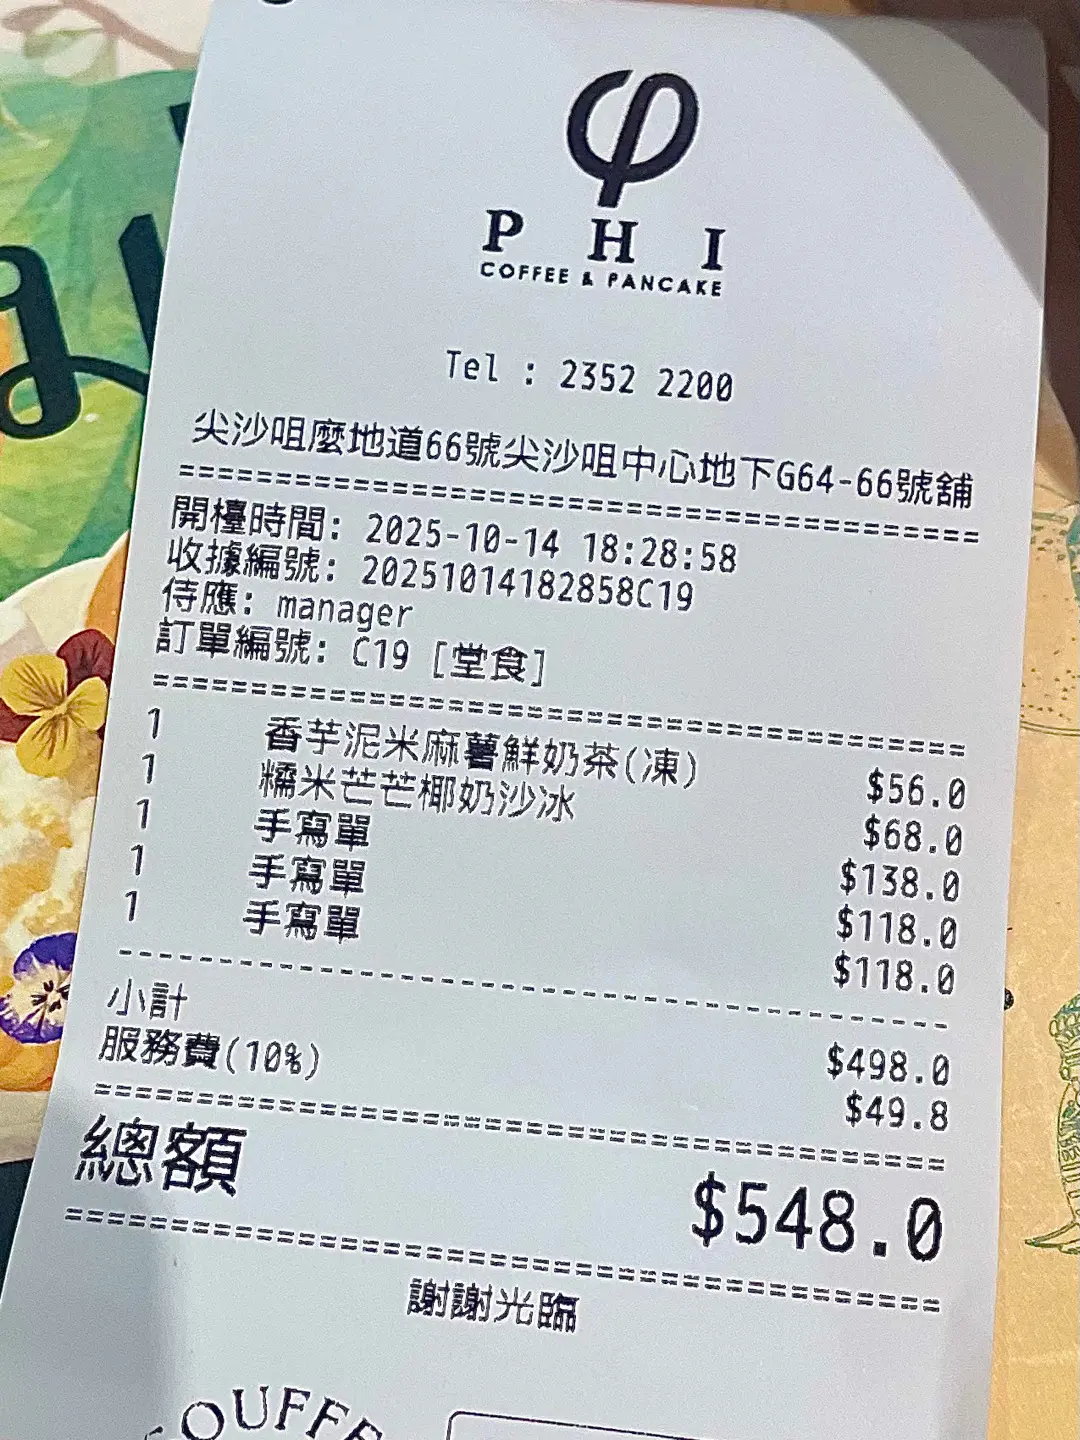 φ
PHI
COFFEE & PANCAKE
Tel : 2352 2200
尖沙咀麼地道66號尖沙咀中心地下G64-66號舖
開檯時間: 2025-10-14 18:28:58
收據編號: 20251014182858C19
侍應: manager
訂單編號: C19 [堂食]
1 香芋泥米麻薯鮮奶茶(凍) $56.0
1 糯米芒芒椰奶沙冰 $68.0
1 手寫單 $138.0
1 手寫單 $118.0
1 手寫單 $118.0
小計 $498.0
服務費(10%) $49.8
總額 $548.0
謝謝光臨